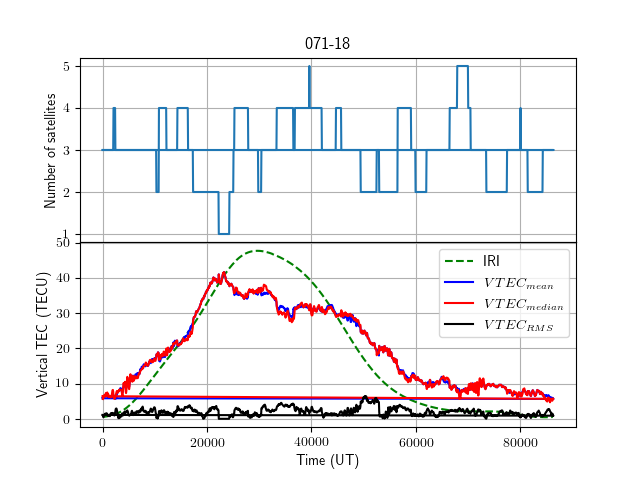 071-18
Number of satellites
5
4
3
2
1
Vertical TEC (TECU)
50
40
30
20
10
0
IRI
VTEC_mean
VTEC_median
VTEC_RMS
0 20000 40000 60000 80000
Time (UT)